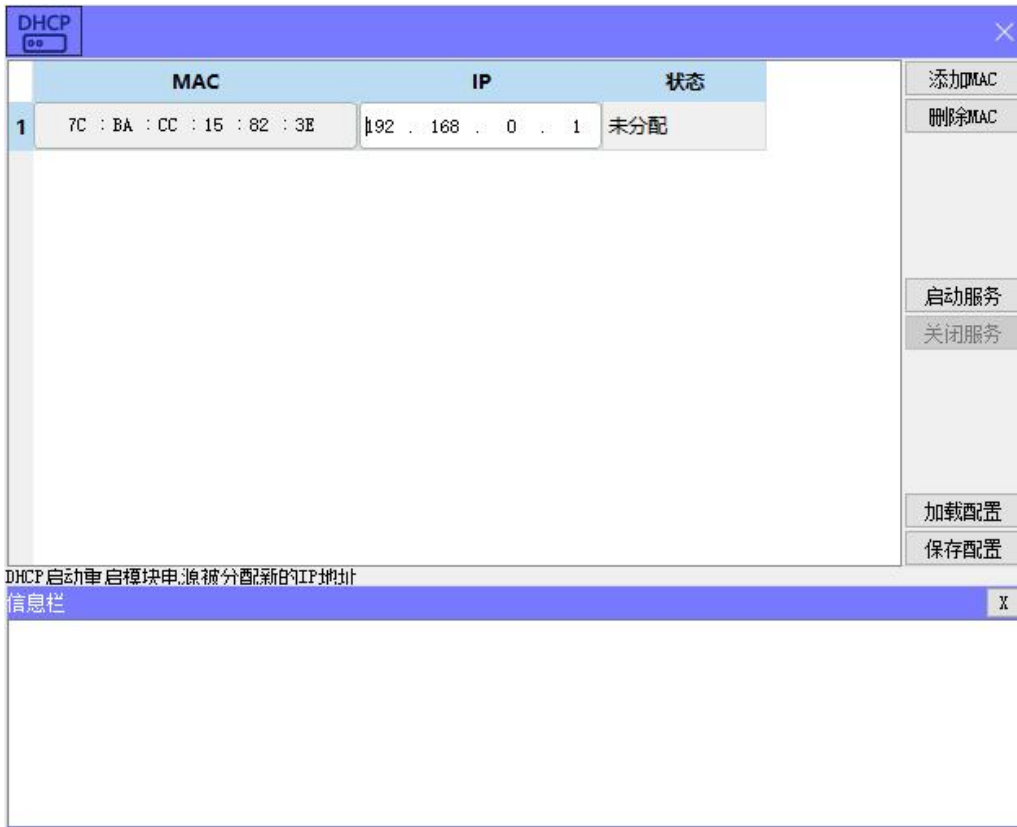 DHCP
MAC IP 状态
1 7C : BA : CC : 15 : 82 : 3E 192 . 168 . 0 . 1 未分配
添加MAC
删除MAC
启动服务
关闭服务
加载配置
保存配置
DHCP启动重启模块电源被分配新的IP地址
信息栏 X